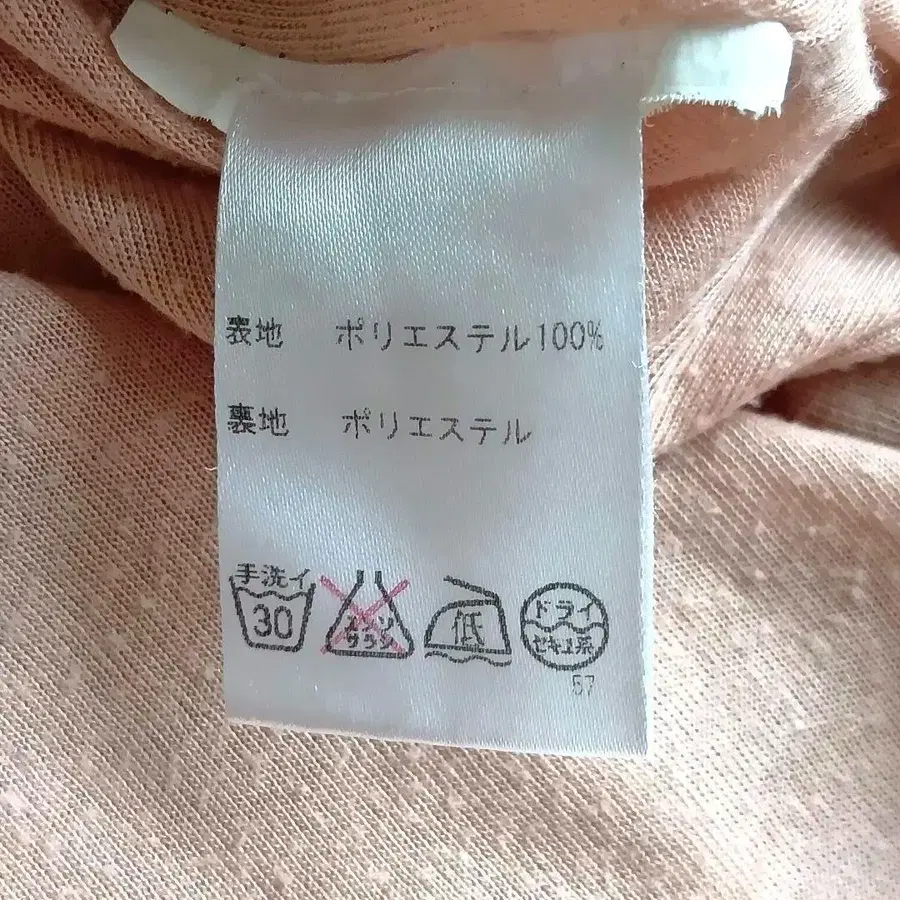 表地 ポリエステル100%
裏地 ポリエステル
手洗イ
30
エンソ
サラシ
低
ドライ
セキユ系
57